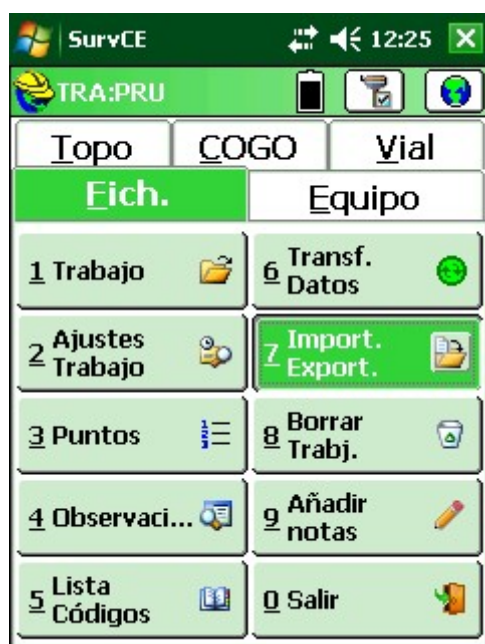 SurvCE 12:25
TRA:PRU
Topo COGO Vial
Fich. Equipo
1 Trabajo
6 Transf. Datos
2 Ajustes Trabajo
7 Import. Export.
3 Puntos
8 Borrar Trabj.
4 Observaci...
9 Añadir notas
5 Lista Códigos
0 Salir